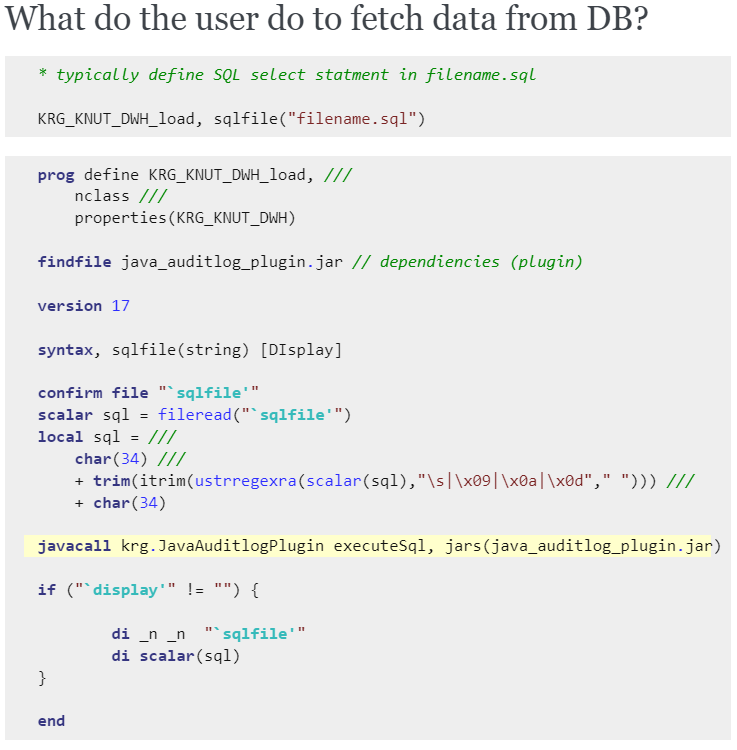 What do the user do to fetch data from DB?
* typically define SQL select statment in filename.sql
KRG_KNUT_DWH_load, sqlfile("filename.sql")
prog define KRG_KNUT_DWH_load, ///
nclass ///
properties(KRG_KNUT_DWH)
findfile java_auditlog_plugin.jar // dependiencies (plugin)
version 17
syntax, sqlfile(string) [DIsplay]
confirm file "`sqlfile'"
scalar sql = fileread("`sqlfile'")
local sql = ///
char(34) ///
+ trim(itrim(ustrregexra(scalar(sql),"\s|\x09|\x0a|\x0d"," "))) ///
+ char(34)
javacall krg.JavaAuditlogPlugin executeSql, jars(java_auditlog_plugin.jar)
if ("`display'" != "") {
di _n _n "`sqlfile'"
di scalar(sql)
}
end